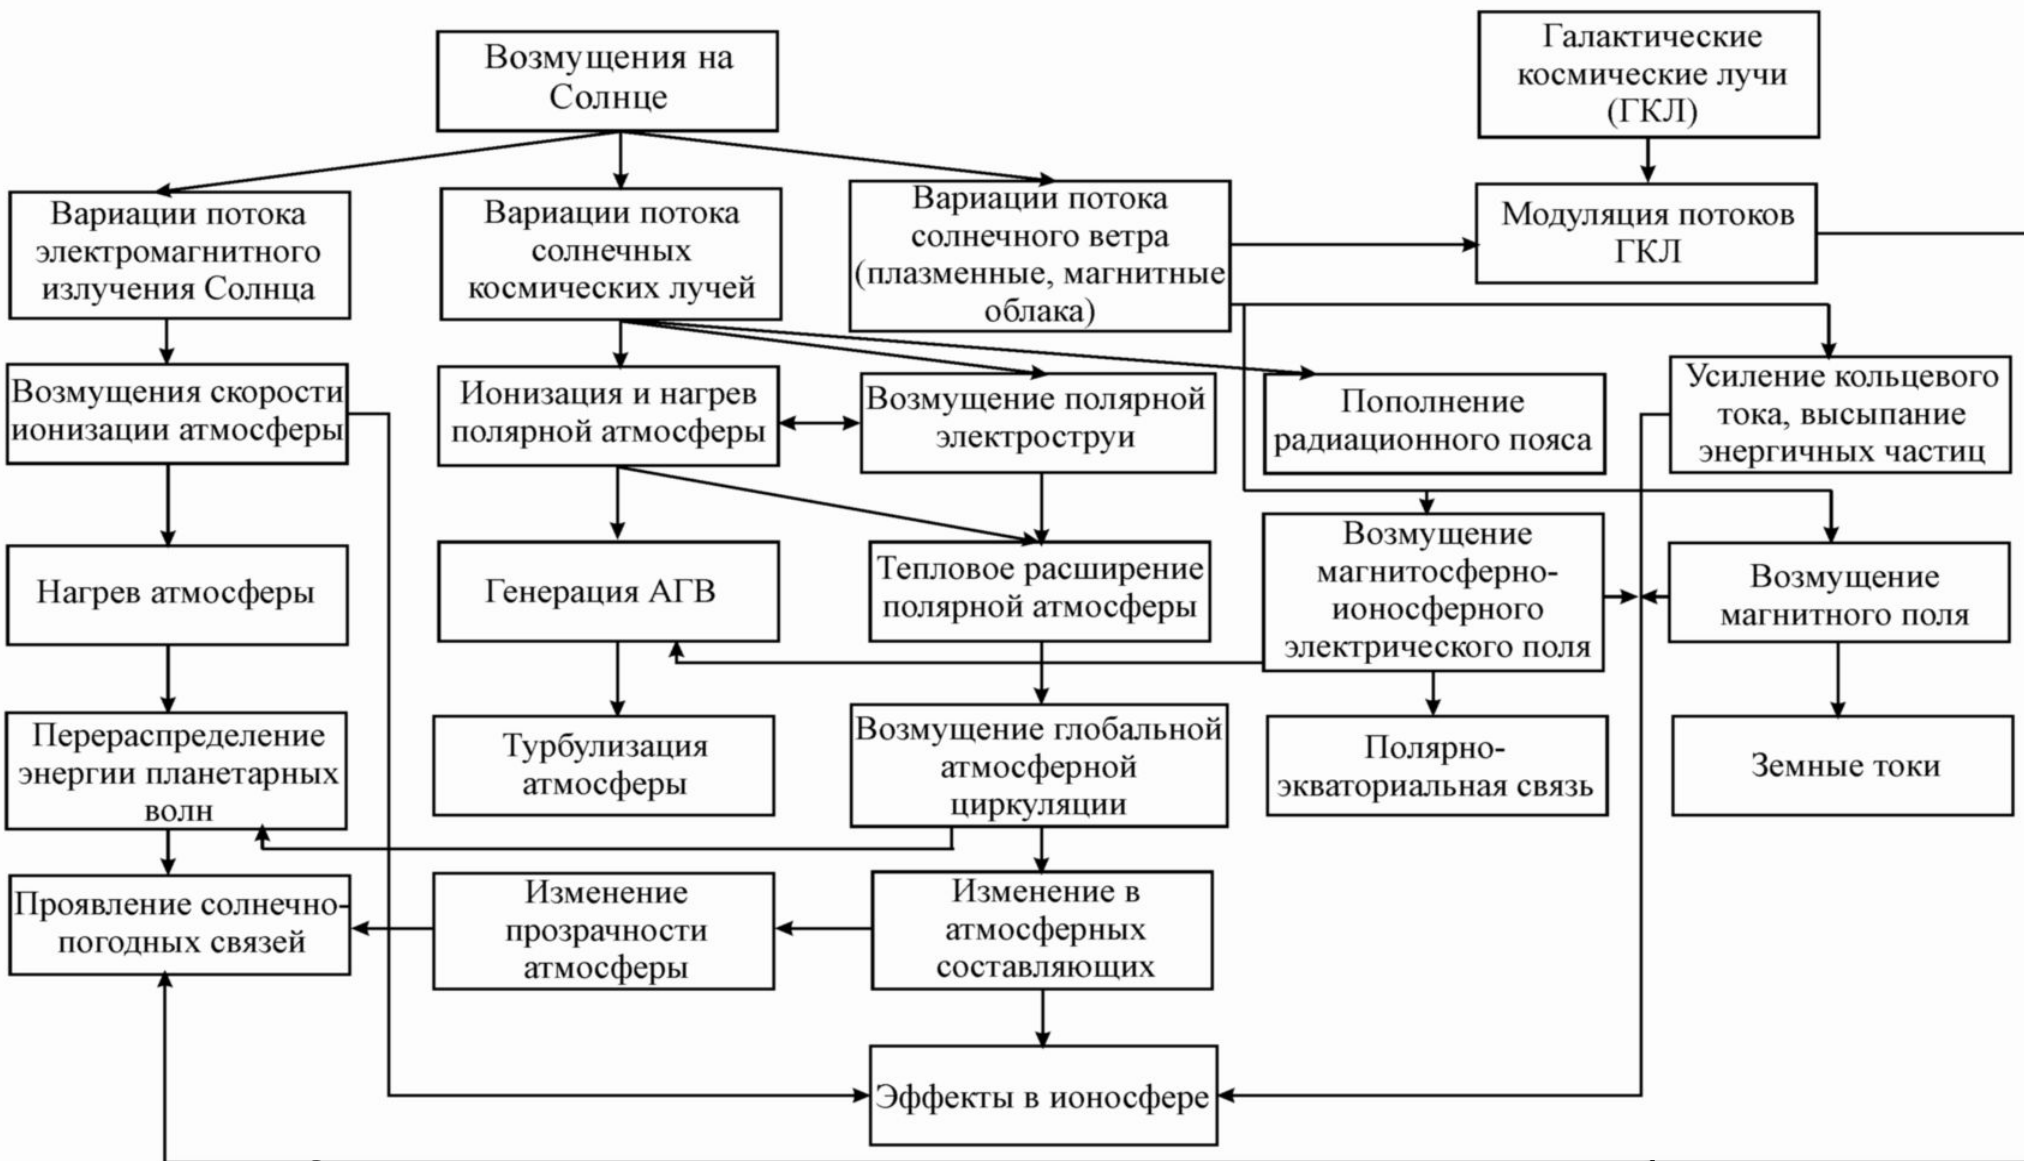 Возмущения на
Солнце
Галактические
космические лучи
(ГКЛ)
Вариации потока
электромагнитного
излучения Солнца
Вариации потока
солнечных
космических лучей
Вариации потока
солнечного ветра
(плазменные, магнитные
облака)
Модуляция потоков
ГКЛ
Возмущения скорости
ионизации атмосферы
Ионизация и нагрев
полярной атмосферы
Возмущение полярной
электроструи
Пополнение
радиационного пояса
Усиление кольцевого
тока, высыпание
энергичных частиц
Нагрев атмосферы
Генерация АГВ
Тепловое расширение
полярной атмосферы
Возмущение
магнитосферно-
ионосферного
электрического поля
Возмущение
магнитного поля
Перераспределение
энергии планетарных
волн
Турбулизация
атмосферы
Возмущение глобальной
атмосферной
циркуляции
Полярно-
экваториальная связь
Земные токи
Проявление солнечно-
погодных связей
Изменение
прозрачности
атмосферы
Изменение в
атмосферных
составляющих
Эффекты в ионосфере